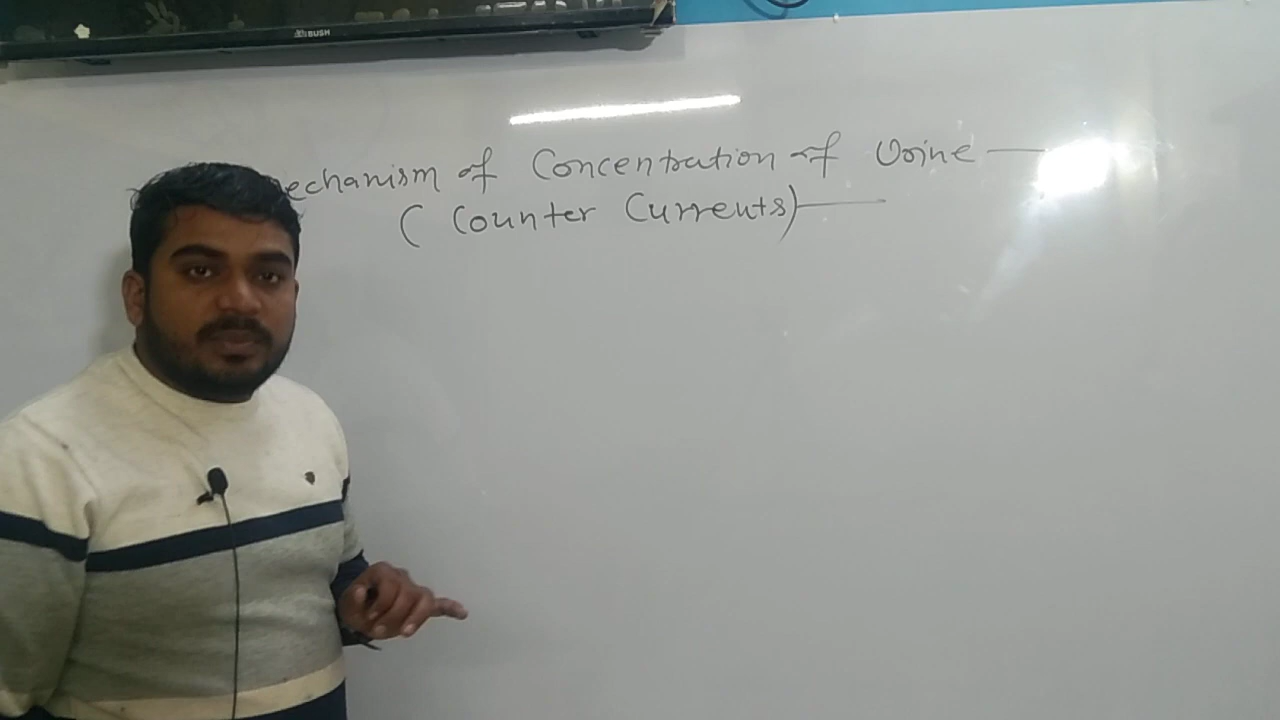 BUSH
echanism of Concentration of Urine —
( Counter Currents) —